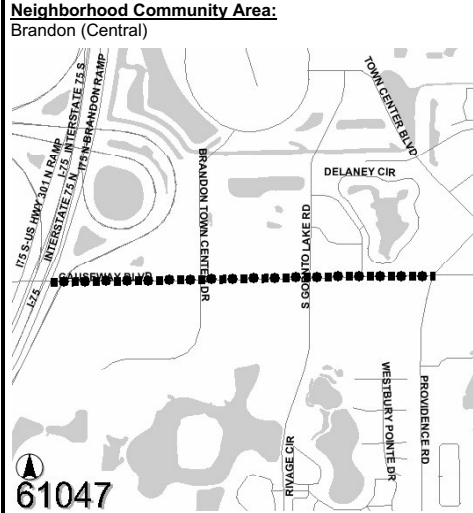 Neighborhood Community Area:
Brandon (Central)
I75 S-US HWY 301 N RAMP
I-75 INTERSTATE 75 S
INTERSTATE 75 N
I75 N-BRANDON RAMP
TOWN CENTER BLVD
BRANDON TOWN CENTER DR
DELANEY CIR
S GORNTO LAKE RD
CAUSEWAY BLVD
I-75
WESTBURY POINTE DR
PROVIDENCE RD
RIVAGE CIR
61047